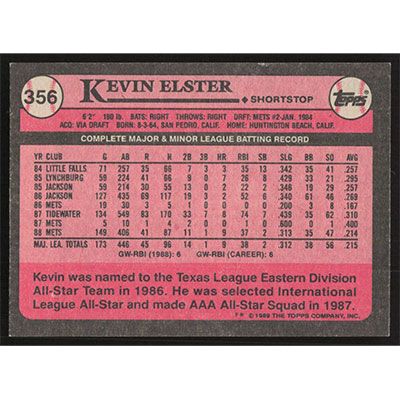 356
KEVIN ELSTER
SHORTSTOP
Topps
6'2" 180 lb. BATS: RIGHT THROWS: RIGHT DRFT: METS #2-JAN. 1984
ACQ: VIA DRAFT BORN: 8-3-64, SAN PEDRO, CALIF. HOME: HUNTINGTON BEACH, CALIF.
COMPLETE MAJOR & MINOR LEAGUE BATTING RECORD
YR CLUB G AB R H 2B 3B HR RBI SB SLG BB SO AVG
84 LITTLE FALLS 71 257 35 66 7 3 3 35 13 .342 35 41 .257
85 LYNCHBURG 59 224 41 66 9 0 7 26 8 .429 33 21 .295
85 JACKSON 59 214 30 55 13 0 2 22 2 .346 19 29 .257
86 JACKSON 127 435 69 117 19 3 2 52 6 .340 61 46 .269
86 METS 19 30 3 5 1 0 0 0 0 .200 3 8 .167
87 TIDEWATER 134 549 83 170 33 7 8 74 7 .439 35 62 .310
87 METS 5 10 1 4 2 0 0 1 0 .600 0 1 .400
88 METS 149 406 41 87 11 1 9 37 2 .313 35 47 .214
MAJ. LEA. TOTALS 173 446 45 96 14 1 9 38 2 .312 38 56 .215
GW-RBI (1988): 6 GW-RBI (CAREER): 6
Kevin was named to the Texas League Eastern Division
All-Star Team in 1986. He was selected International
League All-Star and made AAA All-Star Squad in 1987.
© 1989 THE TOPPS COMPANY, INC.